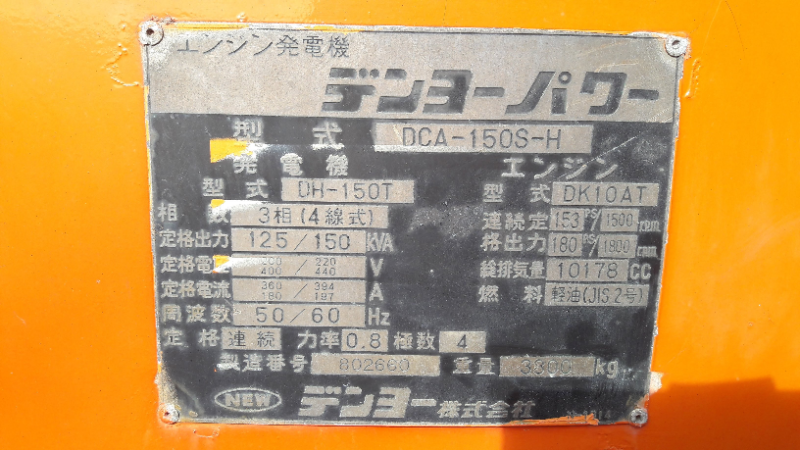 エンジン発電機
デンヨーパワー
型式 DCA-150S-H
発電機 エンジン
型式 DH-150T 型式 DK10AT
相数 3相(4線式) 連続定 153 PS/1500 rpm
定格出力 125/150 KVA 格出力 180 PS/1800 rpm
定格電圧 200/220 400/440 V 総排気量 10178 CC
定格電流 360/394 180/197 A 燃料 軽油(JIS2号)
周波数 50/60 Hz
定格 連続 力率 0.8 極数 4
製造番号 重量 kg
NEW デンヨー株式会社